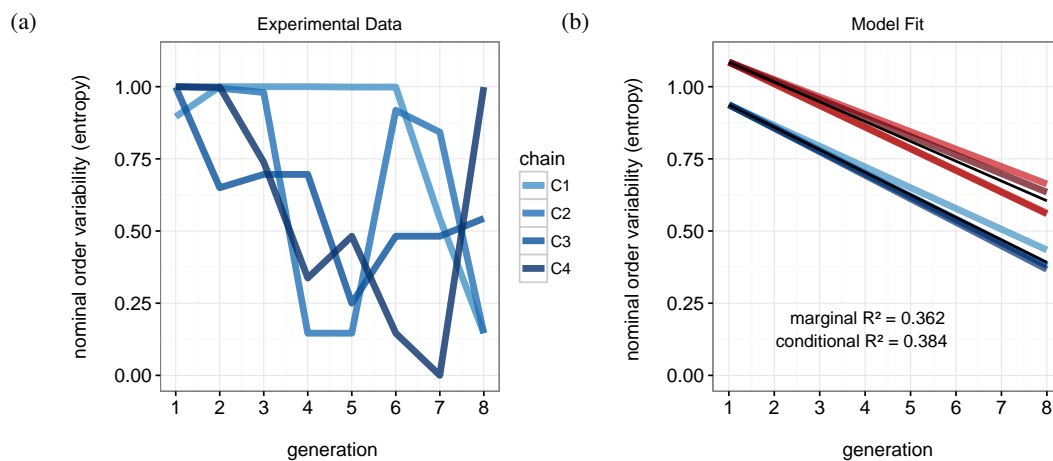 (a)
Experimental Data
nominal order variability (entropy)
1.00
0.75
0.50
0.25
0.00
1 2 3 4 5 6 7 8
generation
chain
C1
C2
C3
C4
(b)
Model Fit
nominal order variability (entropy)
1.00
0.75
0.50
0.25
0.00
marginal R² = 0.362
conditional R² = 0.384
1 2 3 4 5 6 7 8
generation